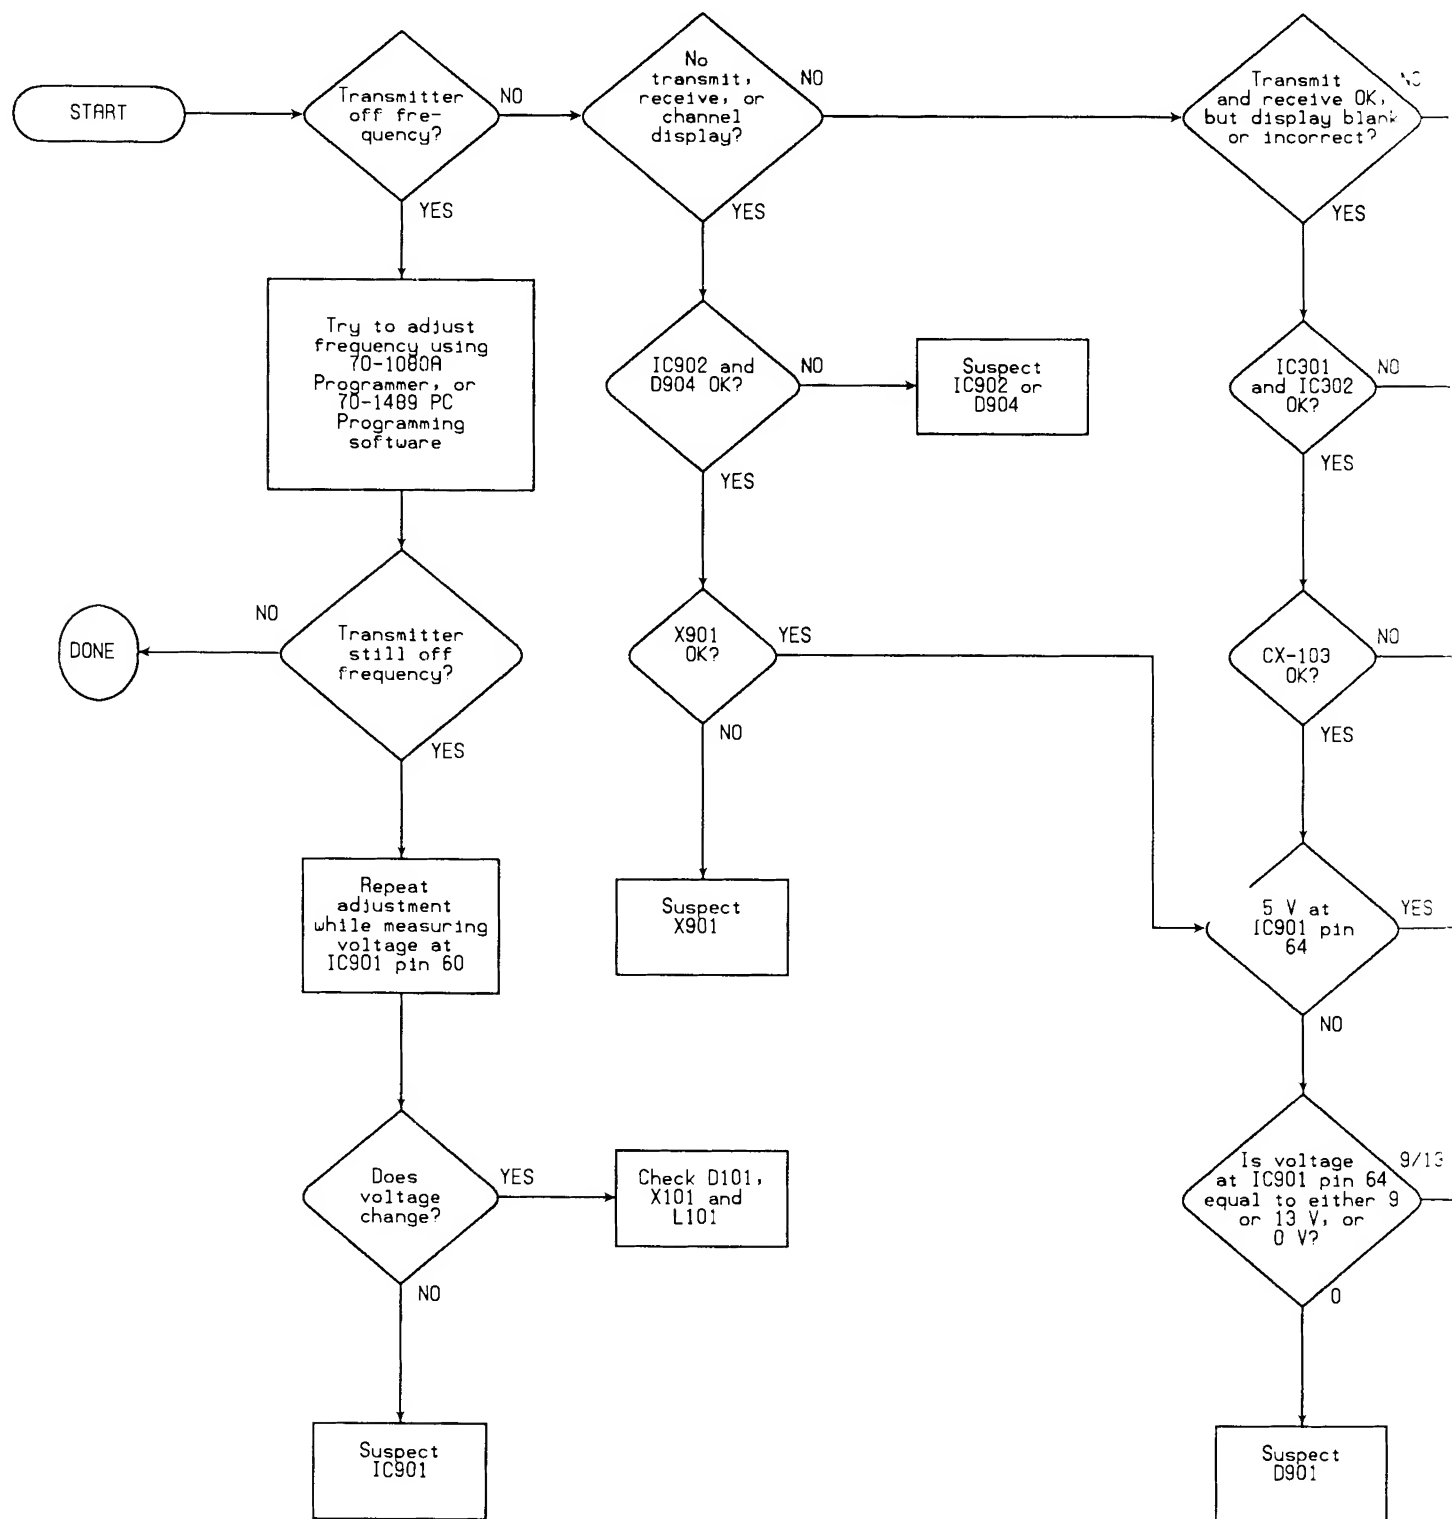 START
Transmitter
off fre-
quency?
NO
YES
Try to adjust
frequency using
70-1080A
Programmer, or
70-1489 PC
Programming
software
Transmitter
still off
frequency?
NO
DONE
YES
Repeat
adjustment
while measuring
voltage at
IC901 pin 60
Does
voltage
change?
YES
Check D101,
X101 and
L101
NO
Suspect
IC901
No
transmit,
receive, or
channel
display?
NO
YES
IC902 and
D904 OK?
NO
Suspect
IC902 or
D904
YES
X901
OK?
YES
NO
Suspect
X901
Transmit
and receive OK,
but display blank
or incorrect?
NO
YES
IC301
and IC302
OK?
NO
YES
CX-103
OK?
NO
YES
5 V at
IC901 pin
64
YES
NO
Is voltage
at IC901 pin 64
equal to either 9
or 13 V, or
0 V?
9/13
0
Suspect
D901